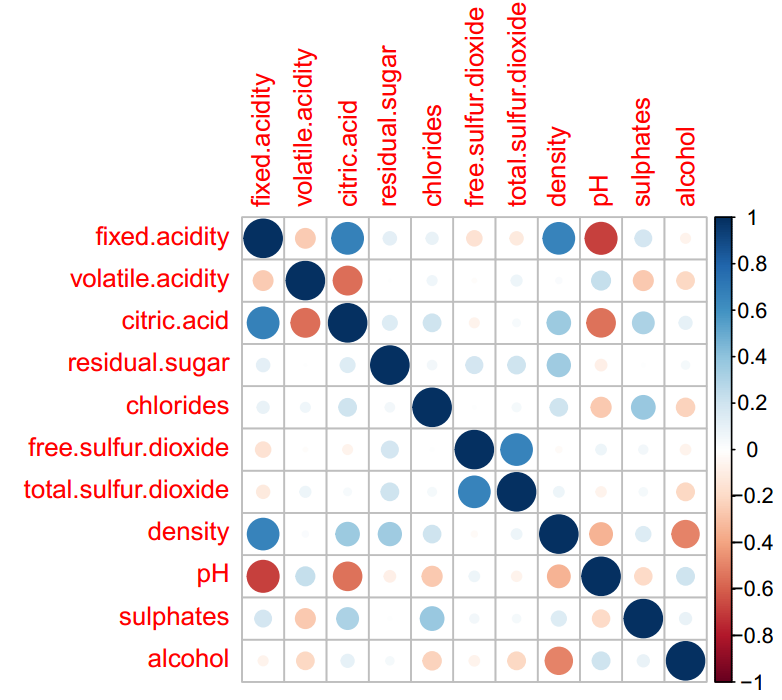 fixed.acidity
volatile.acidity
citric.acid
residual.sugar
chlorides
free.sulfur.dioxide
total.sulfur.dioxide
density
pH
sulphates
alcohol
fixed.acidity
volatile.acidity
citric.acid
residual.sugar
chlorides
free.sulfur.dioxide
total.sulfur.dioxide
density
pH
sulphates
alcohol
1
0.8
0.6
0.4
0.2
0
−0.2
−0.4
−0.6
−0.8
−1